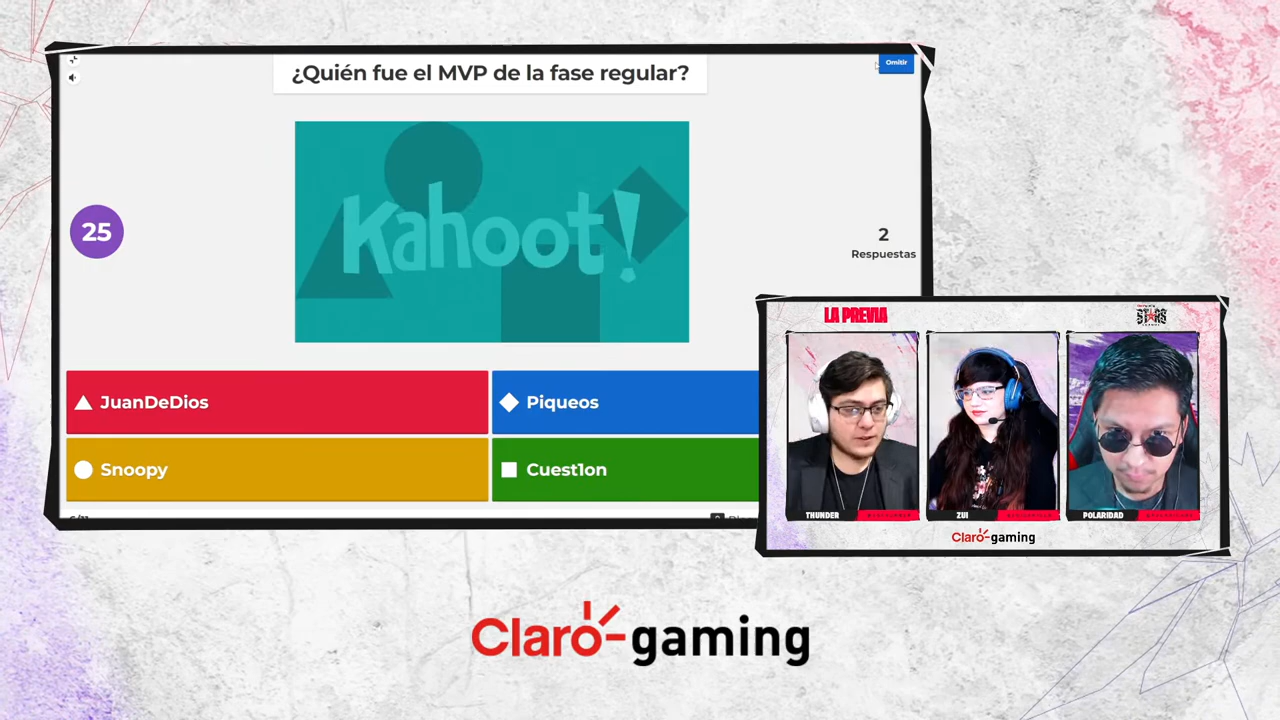 ¿Quién fue el MVP de la fase regular?
Omitir
Kahoot!
25
2
Respuestas
JuanDeDios
Piqueos
Snoopy
Cuest1on
LA PREVIA
STARS
THUNDER
ZUI
POLARIDAD
Claro-gaming
Claro-gaming